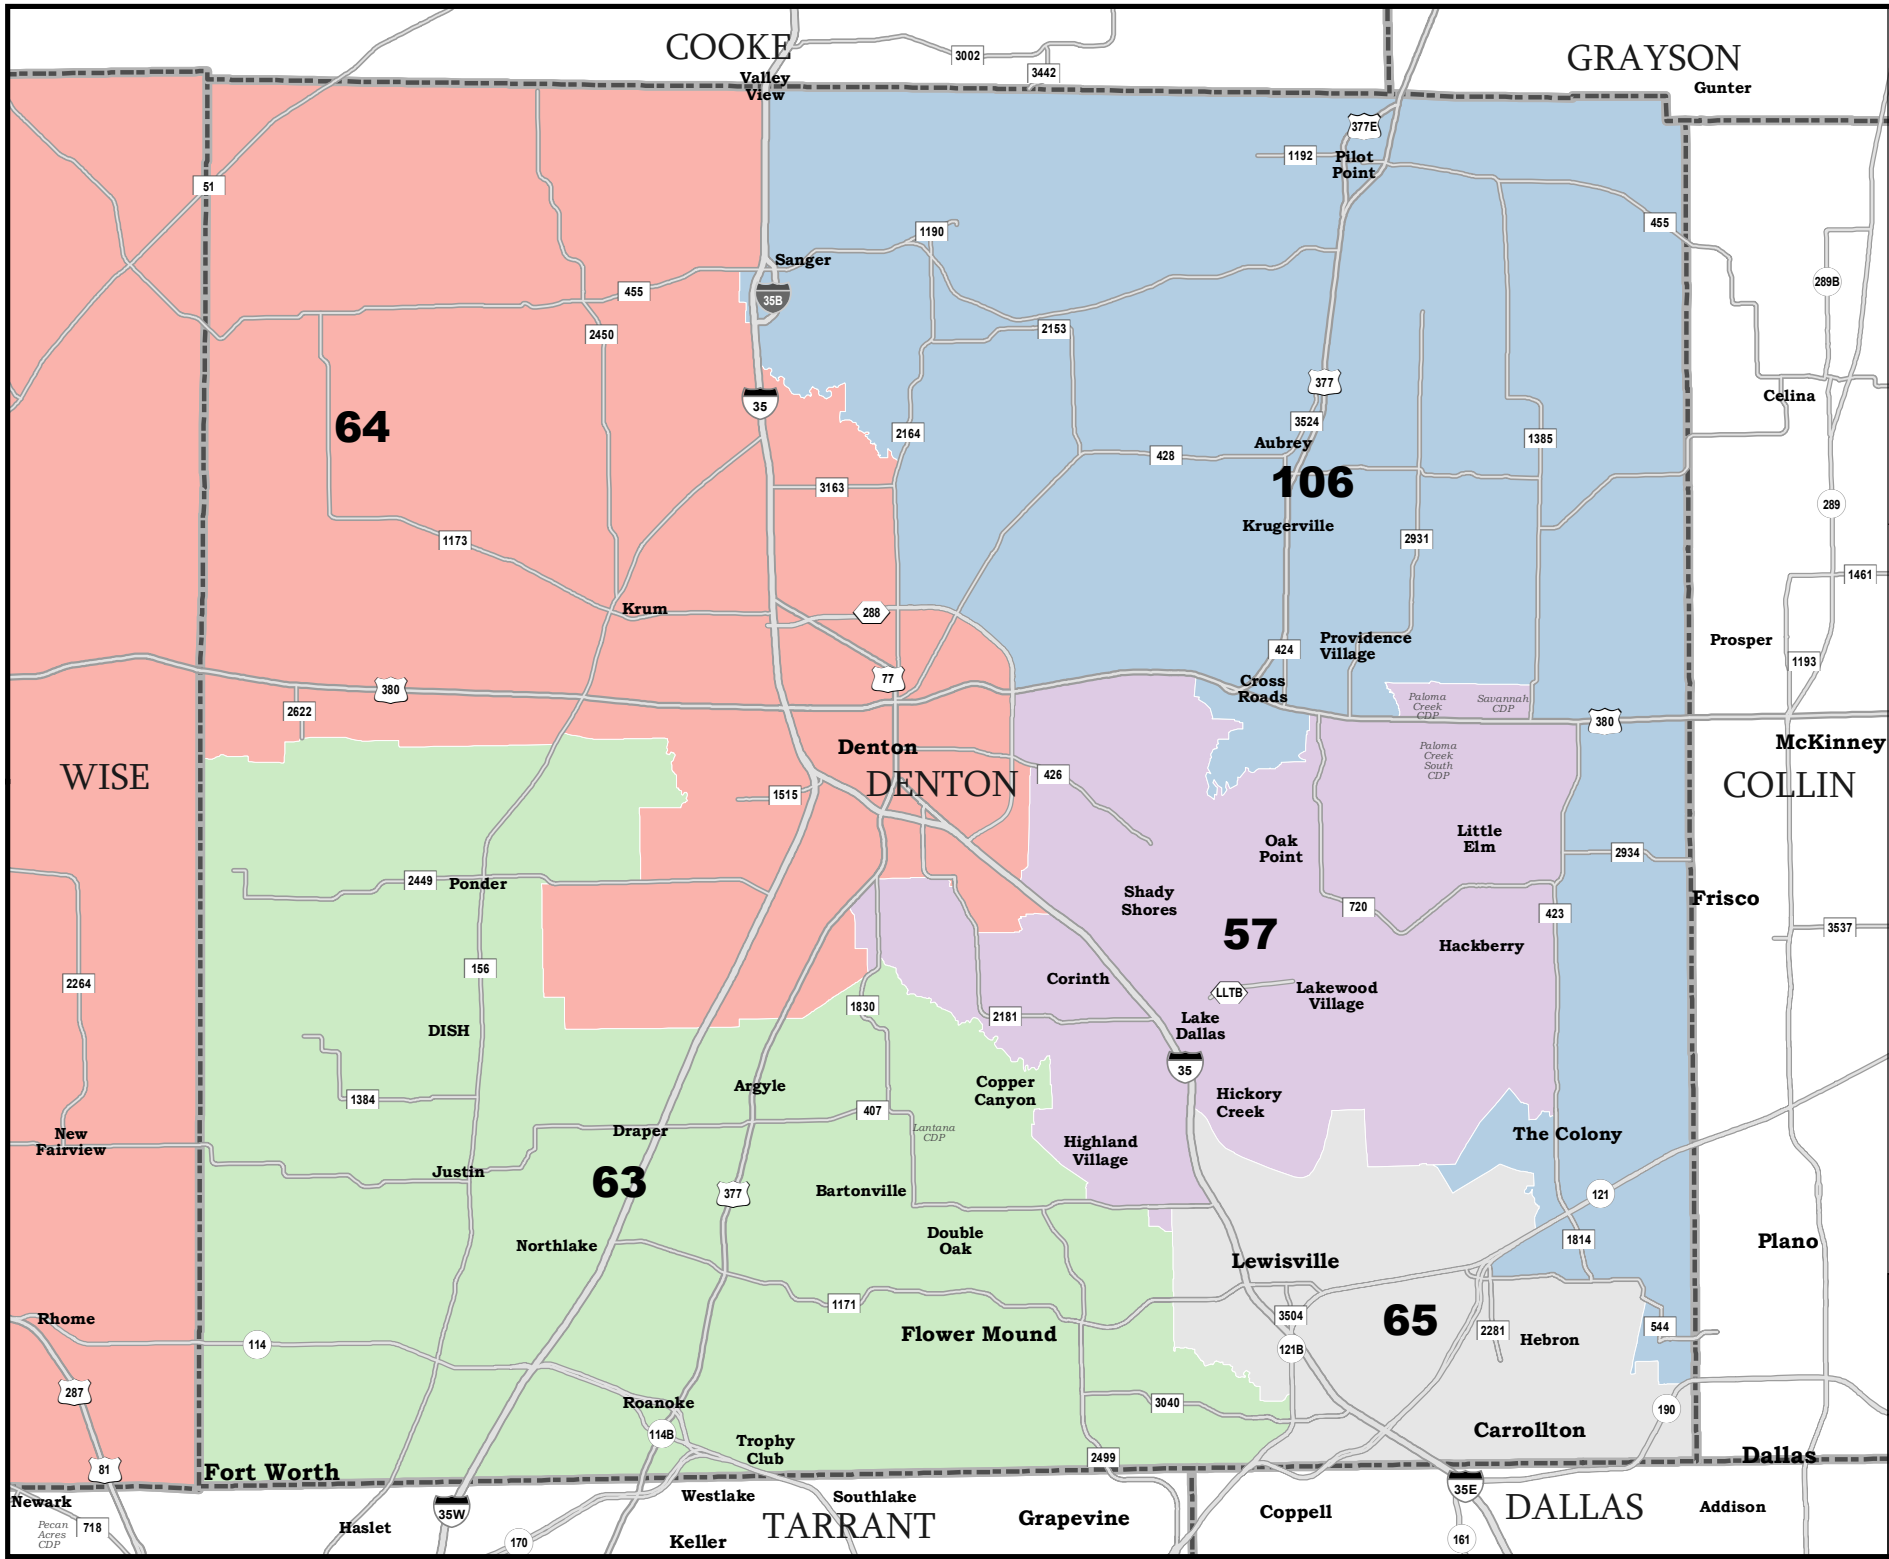 COOKE
GRAYSON
3002
3442
Valley
View
Gunter
377E
1192
Pilot
Point
51
455
1190
Sanger
289B
455
35B
2450
2153
377
Celina
35
3524
64
2164
Aubrey
1385
428
106
3163
289
Krugerville
1173
2931
1461
Krum
288
Providence
Village
Prosper
424
1193
77
Cross
Roads
380
Paloma
Creek
CDP
Savannah
CDP
2622
380
Denton
McKinney
Paloma
Creek
South
CDP
WISE
DENTON
426
COLLIN
1515
Little
Elm
Oak
Point
2934
2449
Ponder
Shady
Shores
Frisco
720
423
57
3537
Hackberry
156
Corinth
2264
LLTB
Lakewood
Village
1830
2181
Lake
Dallas
DISH
35
Argyle
Copper
Canyon
1384
Hickory
Creek
407
Lantana
CDP
Draper
The Colony
New
Fairview
Highland
Village
Justin
63
377
Bartonville
121
Double
Oak
1814
Plano
Northlake
Lewisville
1171
3504
Rhome
65
544
114
Flower Mound
2281
Hebron
121B
287
Roanoke
3040
190
114B
Carrollton
Trophy
Club
2499
Dallas
81
Fort Worth
35E
Newark
Westlake
Southlake
DALLAS
Addison
35W
Grapevine
Coppell
Pecan
Acres
CDP
718
Haslet
TARRANT
170
Keller
161